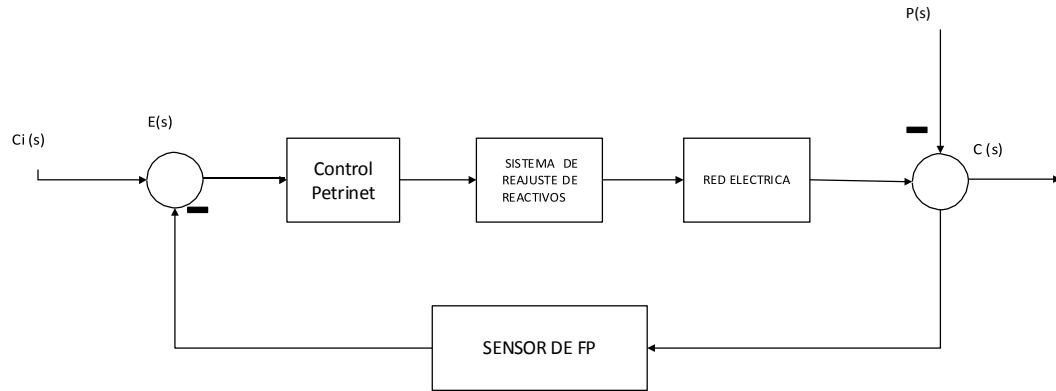 P(s)
E(s)
Ci (s)
C (s)
Control
Petrinet
SISTEMA DE
REAJUSTE DE
REACTIVOS
RED ELECTRICA
SENSOR DE FP